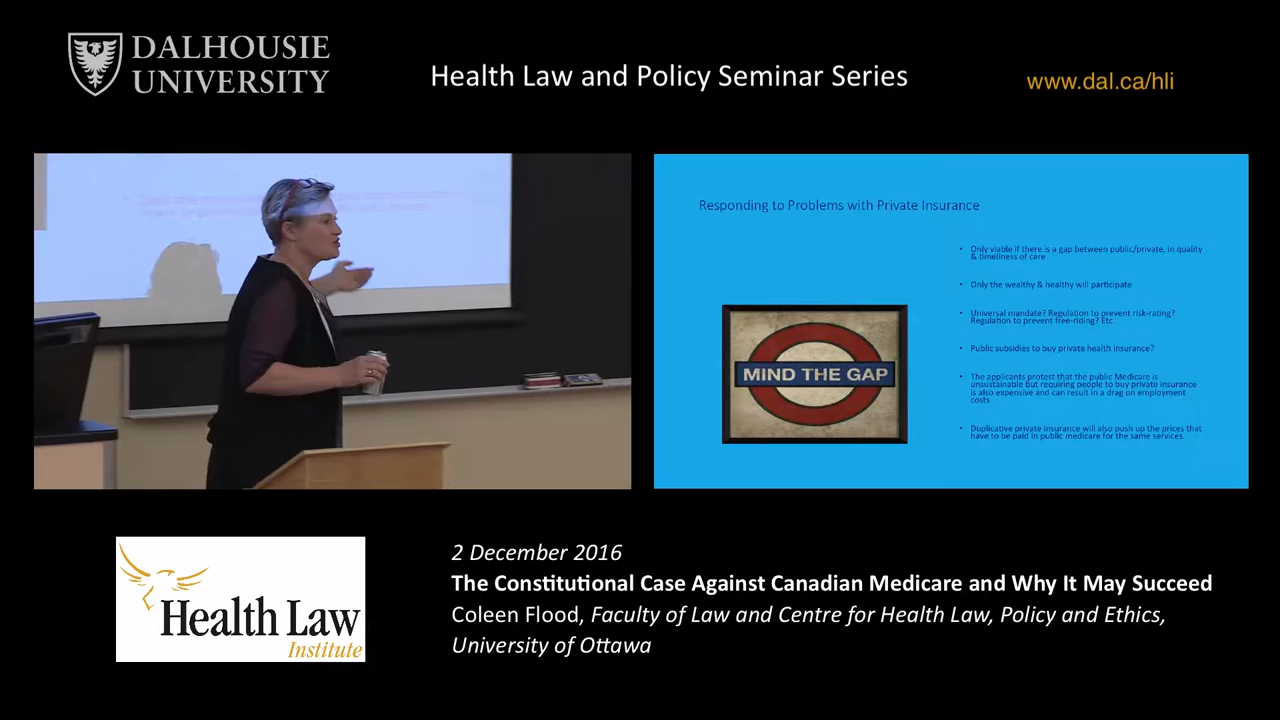 DALHOUSIE
UNIVERSITY
Health Law and Policy Seminar Series
www.dal.ca/hli
Responding to Problems with Private Insurance
• Only viable if there is a gap between public/private, in quality
& timeliness of care
• Only the wealthy & healthy will participate
• Universal mandate? Regulation to prevent risk-rating?
Regulation to prevent free-riding? Etc
• Public subsidies to buy private health insurance?
• The applicants protest that the public Medicare is
unsustainable but requiring people to buy private insurance
is also expensive and can result in a drag on employment
costs
• Duplicative private insurance will also push up the prices that
have to be paid in public medicare for the same services.
MIND THE GAP
Health Law
Institute
2 December 2016
The Constitutional Case Against Canadian Medicare and Why It May Succeed
Coleen Flood, Faculty of Law and Centre for Health Law, Policy and Ethics,
University of Ottawa